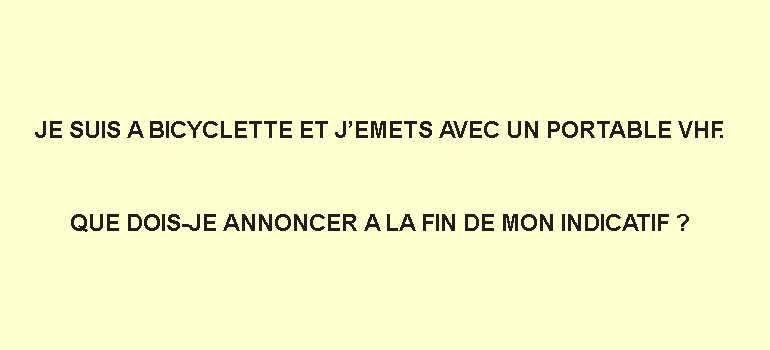 JE SUIS A BICYCLETTE ET J'EMETS AVEC UN PORTABLE VHF.
QUE DOIS-JE ANNONCER A LA FIN DE MON INDICATIF ?